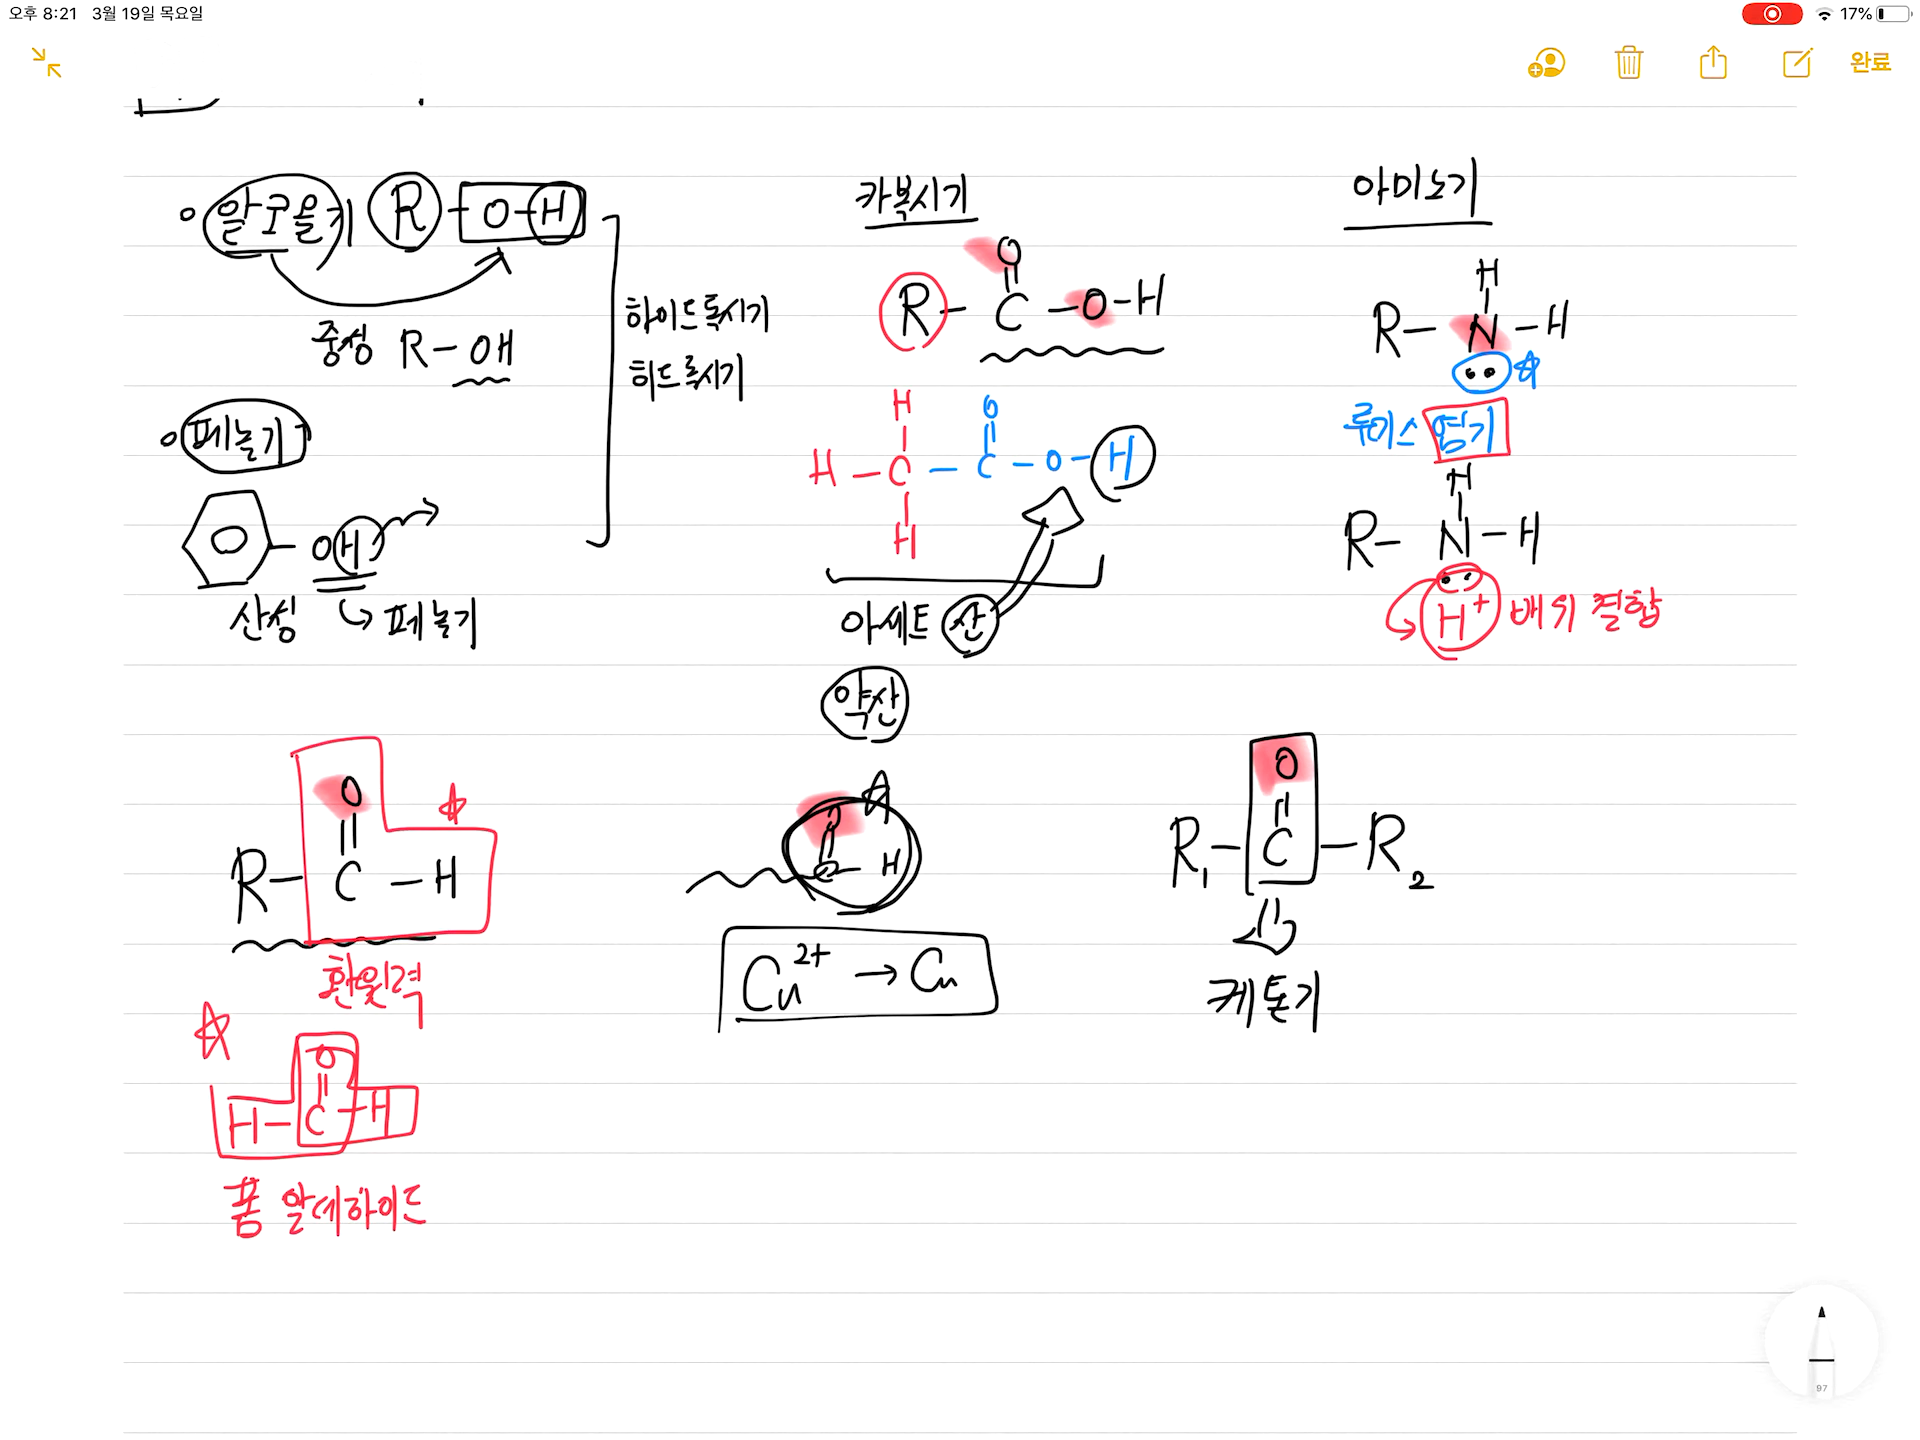 오후 8:21 3월 19일 목요일
17%
완료
알코올기 R-O-H
중성 R-OH
하이드록시기
히드록시기
페놀기
OH
산성 → 페놀기
카복시기
O
R-C-O-H
H O
H-C-C-O-H
H
아세트산
약산
아미노기
H
R-N-H
루이스 염기
H
R-N-H
H+ 배위 결합
O
R-C-H
환원력
O
H-C-H
폼알데하이드
O
C-H
Cu2+ → Cu
O
R1-C-R2
케톤기
97